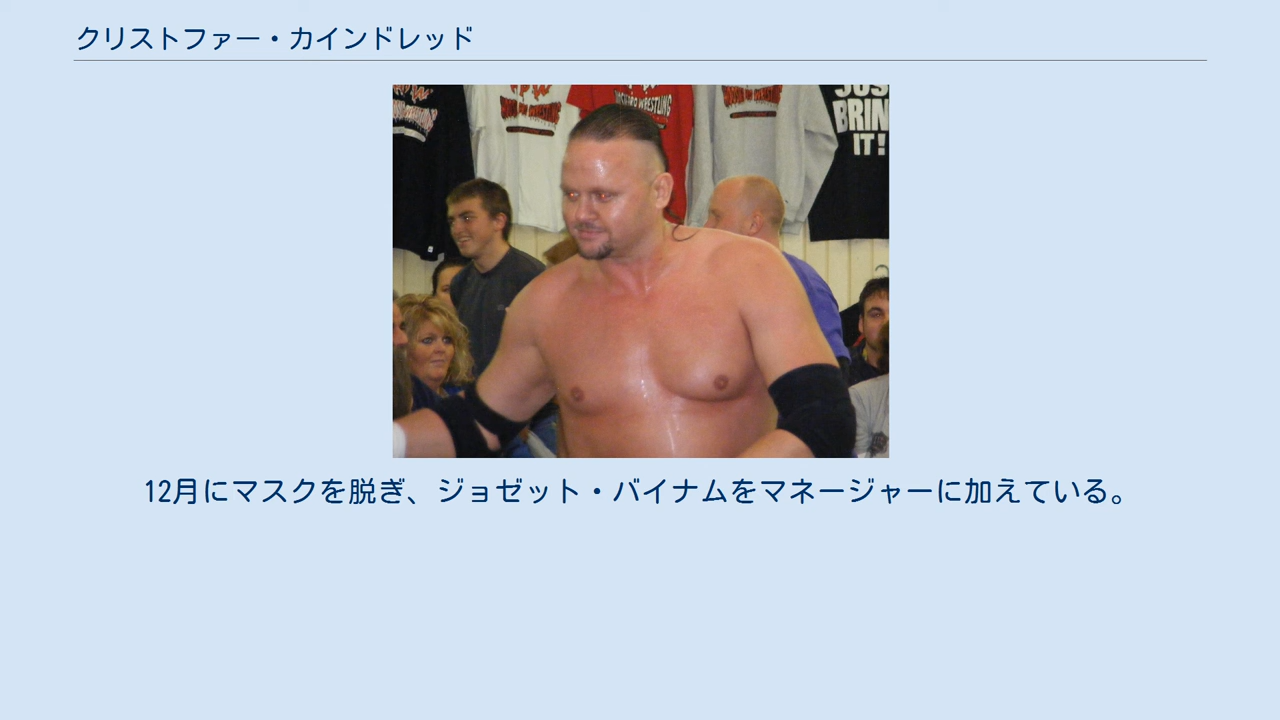 クリストファー・カインドレッド
JUS
BRIN
IT!
12月にマスクを脱ぎ、ジョゼット・バイナムをマネージャーに加えている。